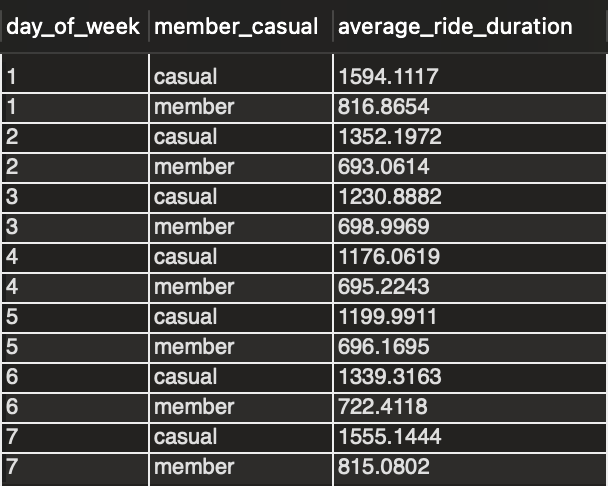 day_of_week member_casual average_ride_duration
1 casual 1594.1117
1 member 816.8654
2 casual 1352.1972
2 member 693.0614
3 casual 1230.8882
3 member 698.9969
4 casual 1176.0619
4 member 695.2243
5 casual 1199.9911
5 member 696.1695
6 casual 1339.3163
6 member 722.4118
7 casual 1555.1444
7 member 815.0802